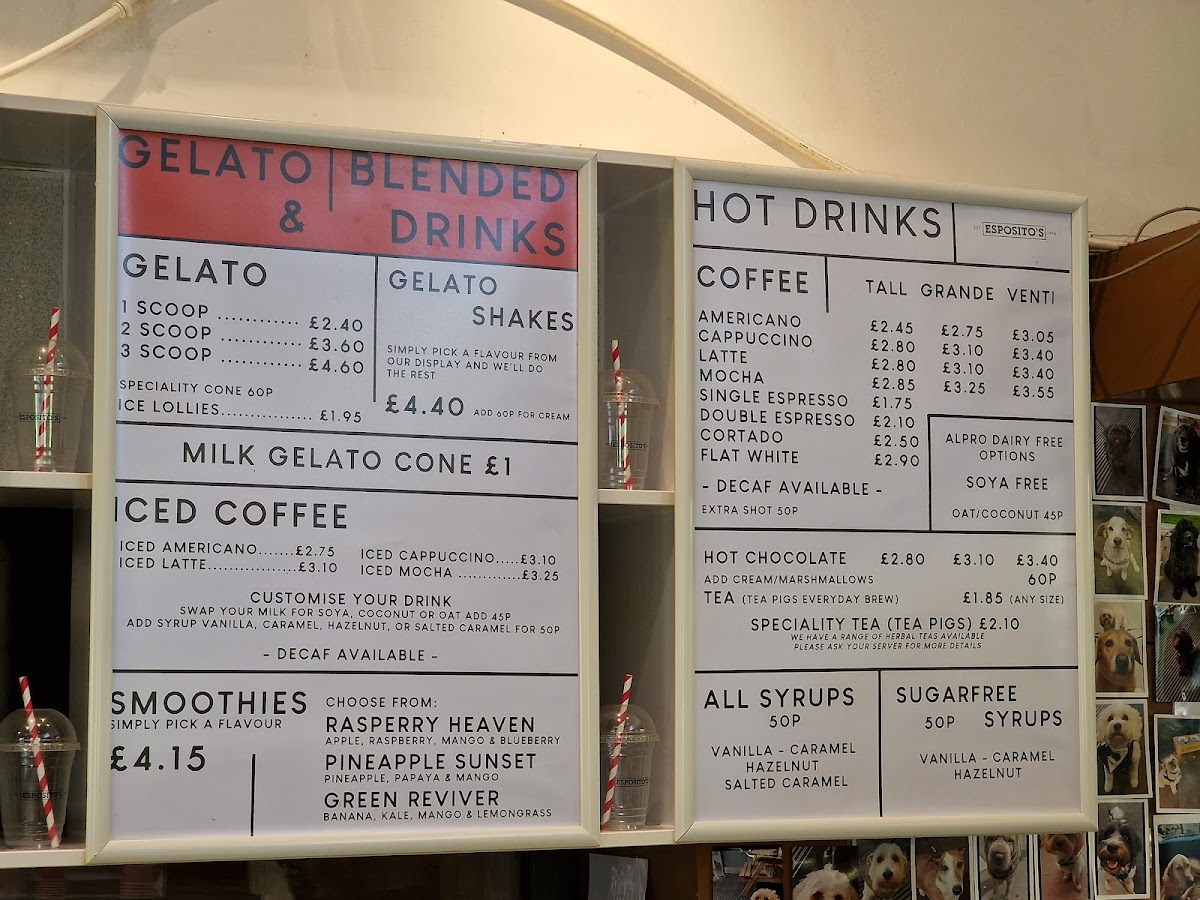 GELATO | BLENDED
& DRINKS
GELATO
1 SCOOP ............ £2.40
2 SCOOP ............ £3.60
3 SCOOP ............ £4.60
SPECIALITY CONE 60P
ICE LOLLIES................ £1.95
GELATO
SHAKES
SIMPLY PICK A FLAVOUR FROM
OUR DISPLAY AND WE'LL DO
THE REST
£4.40 ADD 60P FOR CREAM
MILK GELATO CONE £1
ICED COFFEE
ICED AMERICANO.......£2.75
ICED LATTE.................£3.10
ICED CAPPUCCINO.....£3.10
ICED MOCHA ............£3.25
CUSTOMISE YOUR DRINK
SWAP YOUR MILK FOR SOYA, COCONUT OR OAT ADD 45P
ADD SYRUP VANILLA, CARAMEL, HAZELNUT, OR SALTED CARAMEL FOR 50P
- DECAF AVAILABLE -
SMOOTHIES
SIMPLY PICK A FLAVOUR
£4.15
CHOOSE FROM:
RASPERRY HEAVEN
APPLE, RASPBERRY, MANGO & BLUEBERRY
PINEAPPLE SUNSET
PINEAPPLE, PAPAYA & MANGO
GREEN REVIVER
BANANA, KALE, MANGO & LEMONGRASS
HOT DRINKS
ESPOSITO'S
COFFEE
TALL GRANDE VENTI
AMERICANO £2.45 £2.75 £3.05
CAPPUCCINO £2.80 £3.10 £3.40
LATTE £2.80 £3.10 £3.40
MOCHA £2.85 £3.25 £3.55
SINGLE ESPRESSO £1.75
DOUBLE ESPRESSO £2.10
CORTADO £2.50
FLAT WHITE £2.90
- DECAF AVAILABLE -
EXTRA SHOT 50P
ALPRO DAIRY FREE
OPTIONS
SOYA FREE
OAT/COCONUT 45P
HOT CHOCOLATE £2.80 £3.10 £3.40
ADD CREAM/MARSHMALLOWS 60P
TEA (TEA PIGS EVERYDAY BREW) £1.85 (ANY SIZE)
SPECIALITY TEA (TEA PIGS) £2.10
WE HAVE A RANGE OF HERBAL TEAS AVAILABLE
PLEASE ASK YOUR SERVER FOR MORE DETAILS
ALL SYRUPS
50P
VANILLA - CARAMEL
HAZELNUT
SALTED CARAMEL
SUGARFREE
50P SYRUPS
VANILLA - CARAMEL
HAZELNUT
ESPOSITO'S
ESPOSITO'S
ESPOSITO'S
ESPOSITO'S